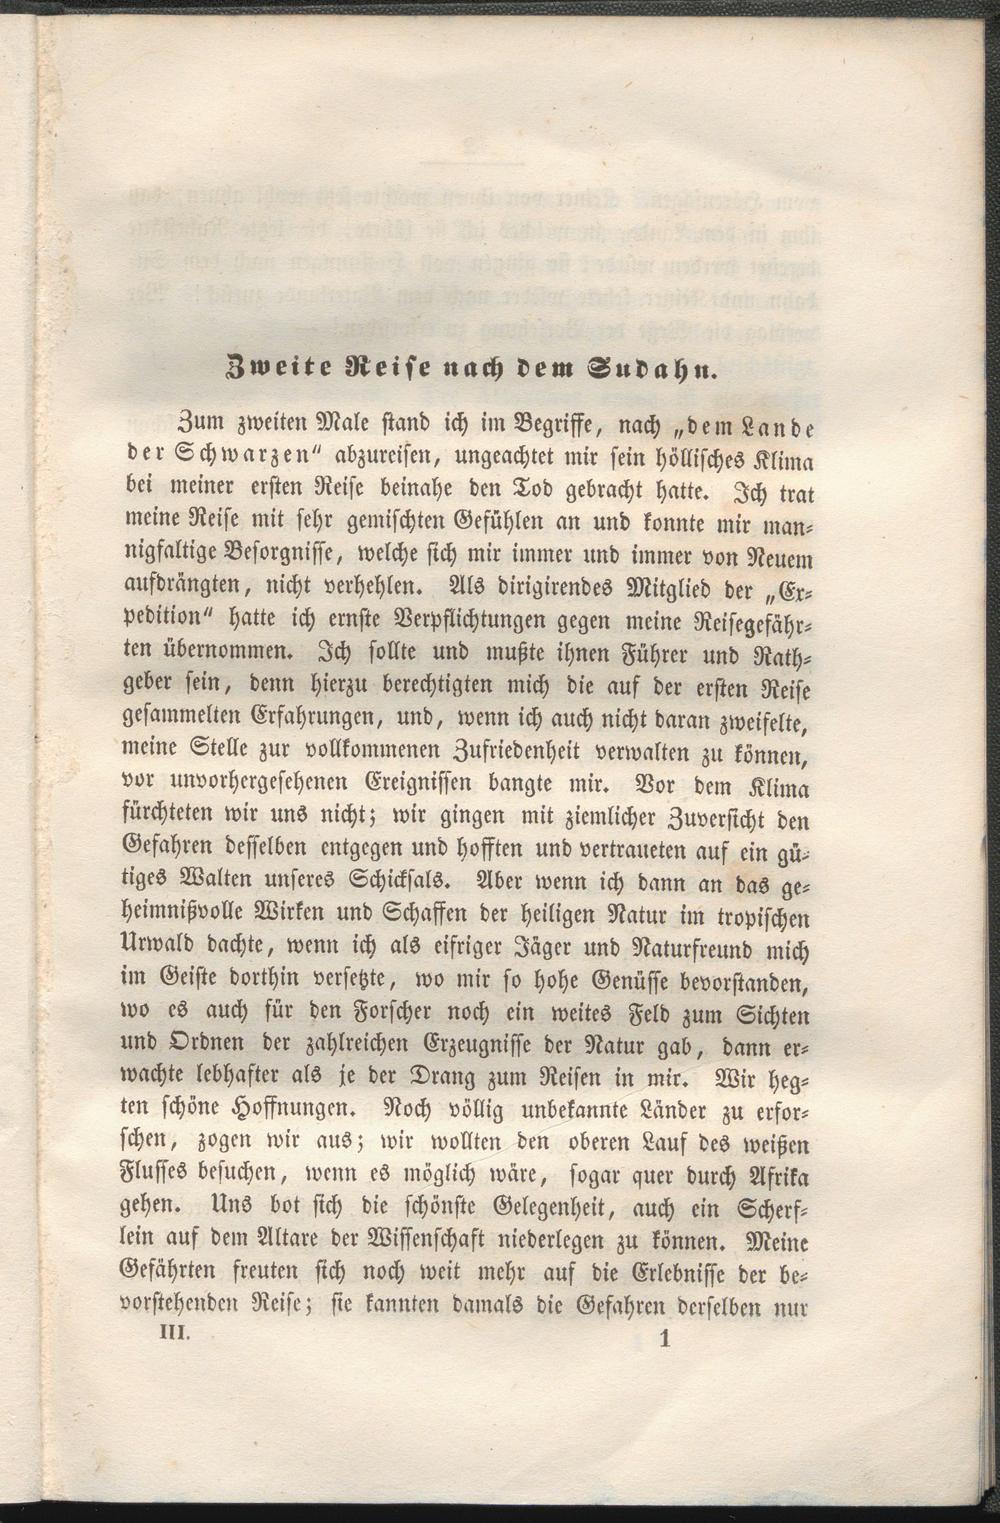 Zweite Reise nach dem Sudahn.
Zum zweiten Male stand ich im Begriffe, nach „dem Lande
der Schwarzen“ abzureisen, ungeachtet mir sein höllisches Klima
bei meiner ersten Reise beinahe den Tod gebracht hatte. Ich trat
meine Reise mit sehr gemischten Gefühlen an und konnte mir man-
nigfaltige Besorgnisse, welche sich mir immer und immer von Neuem
aufdrängten, nicht verhehlen. Als dirigirendes Mitglied der „Ex-
pedition“ hatte ich ernste Verpflichtungen gegen meine Reisegefähr-
ten übernommen. Ich sollte und mußte ihnen Führer und Rath-
geber sein, denn hierzu berechtigten mich die auf der ersten Reise
gesammelten Erfahrungen, und, wenn ich auch nicht daran zweifelte,
meine Stelle zur vollkommenen Zufriedenheit verwalten zu können,
vor unvorhergesehenen Ereignissen bangte mir. Vor dem Klima
fürchteten wir uns nicht; wir gingen mit ziemlicher Zuversicht den
Gefahren desselben entgegen und hofften und vertraueten auf ein gü-
tiges Walten unseres Schicksals. Aber wenn ich dann an das ge-
heimnißvolle Wirken und Schaffen der heiligen Natur im tropischen
Urwald dachte, wenn ich als eifriger Jäger und Naturfreund mich
im Geiste dorthin versetzte, wo mir so hohe Genüsse bevorstanden,
wo es auch für den Forscher noch ein weites Feld zum Sichten
und Ordnen der zahlreichen Erzeugnisse der Natur gab, dann er-
wachte lebhafter als je der Drang zum Reisen in mir. Wir heg-
ten schöne Hoffnungen. Noch völlig unbekannte Länder zu erfor-
schen, zogen wir aus; wir wollten den oberen Lauf des weißen
Flusses besuchen, wenn es möglich wäre, sogar quer durch Afrika
gehen. Uns bot sich die schönste Gelegenheit, auch ein Scherf-
lein auf dem Altare der Wissenschaft niederlegen zu können. Meine
Gefährten freuten sich noch weit mehr auf die Erlebnisse der be-
vorstehenden Reise; sie kannten damals die Gefahren derselben nur
III. 1